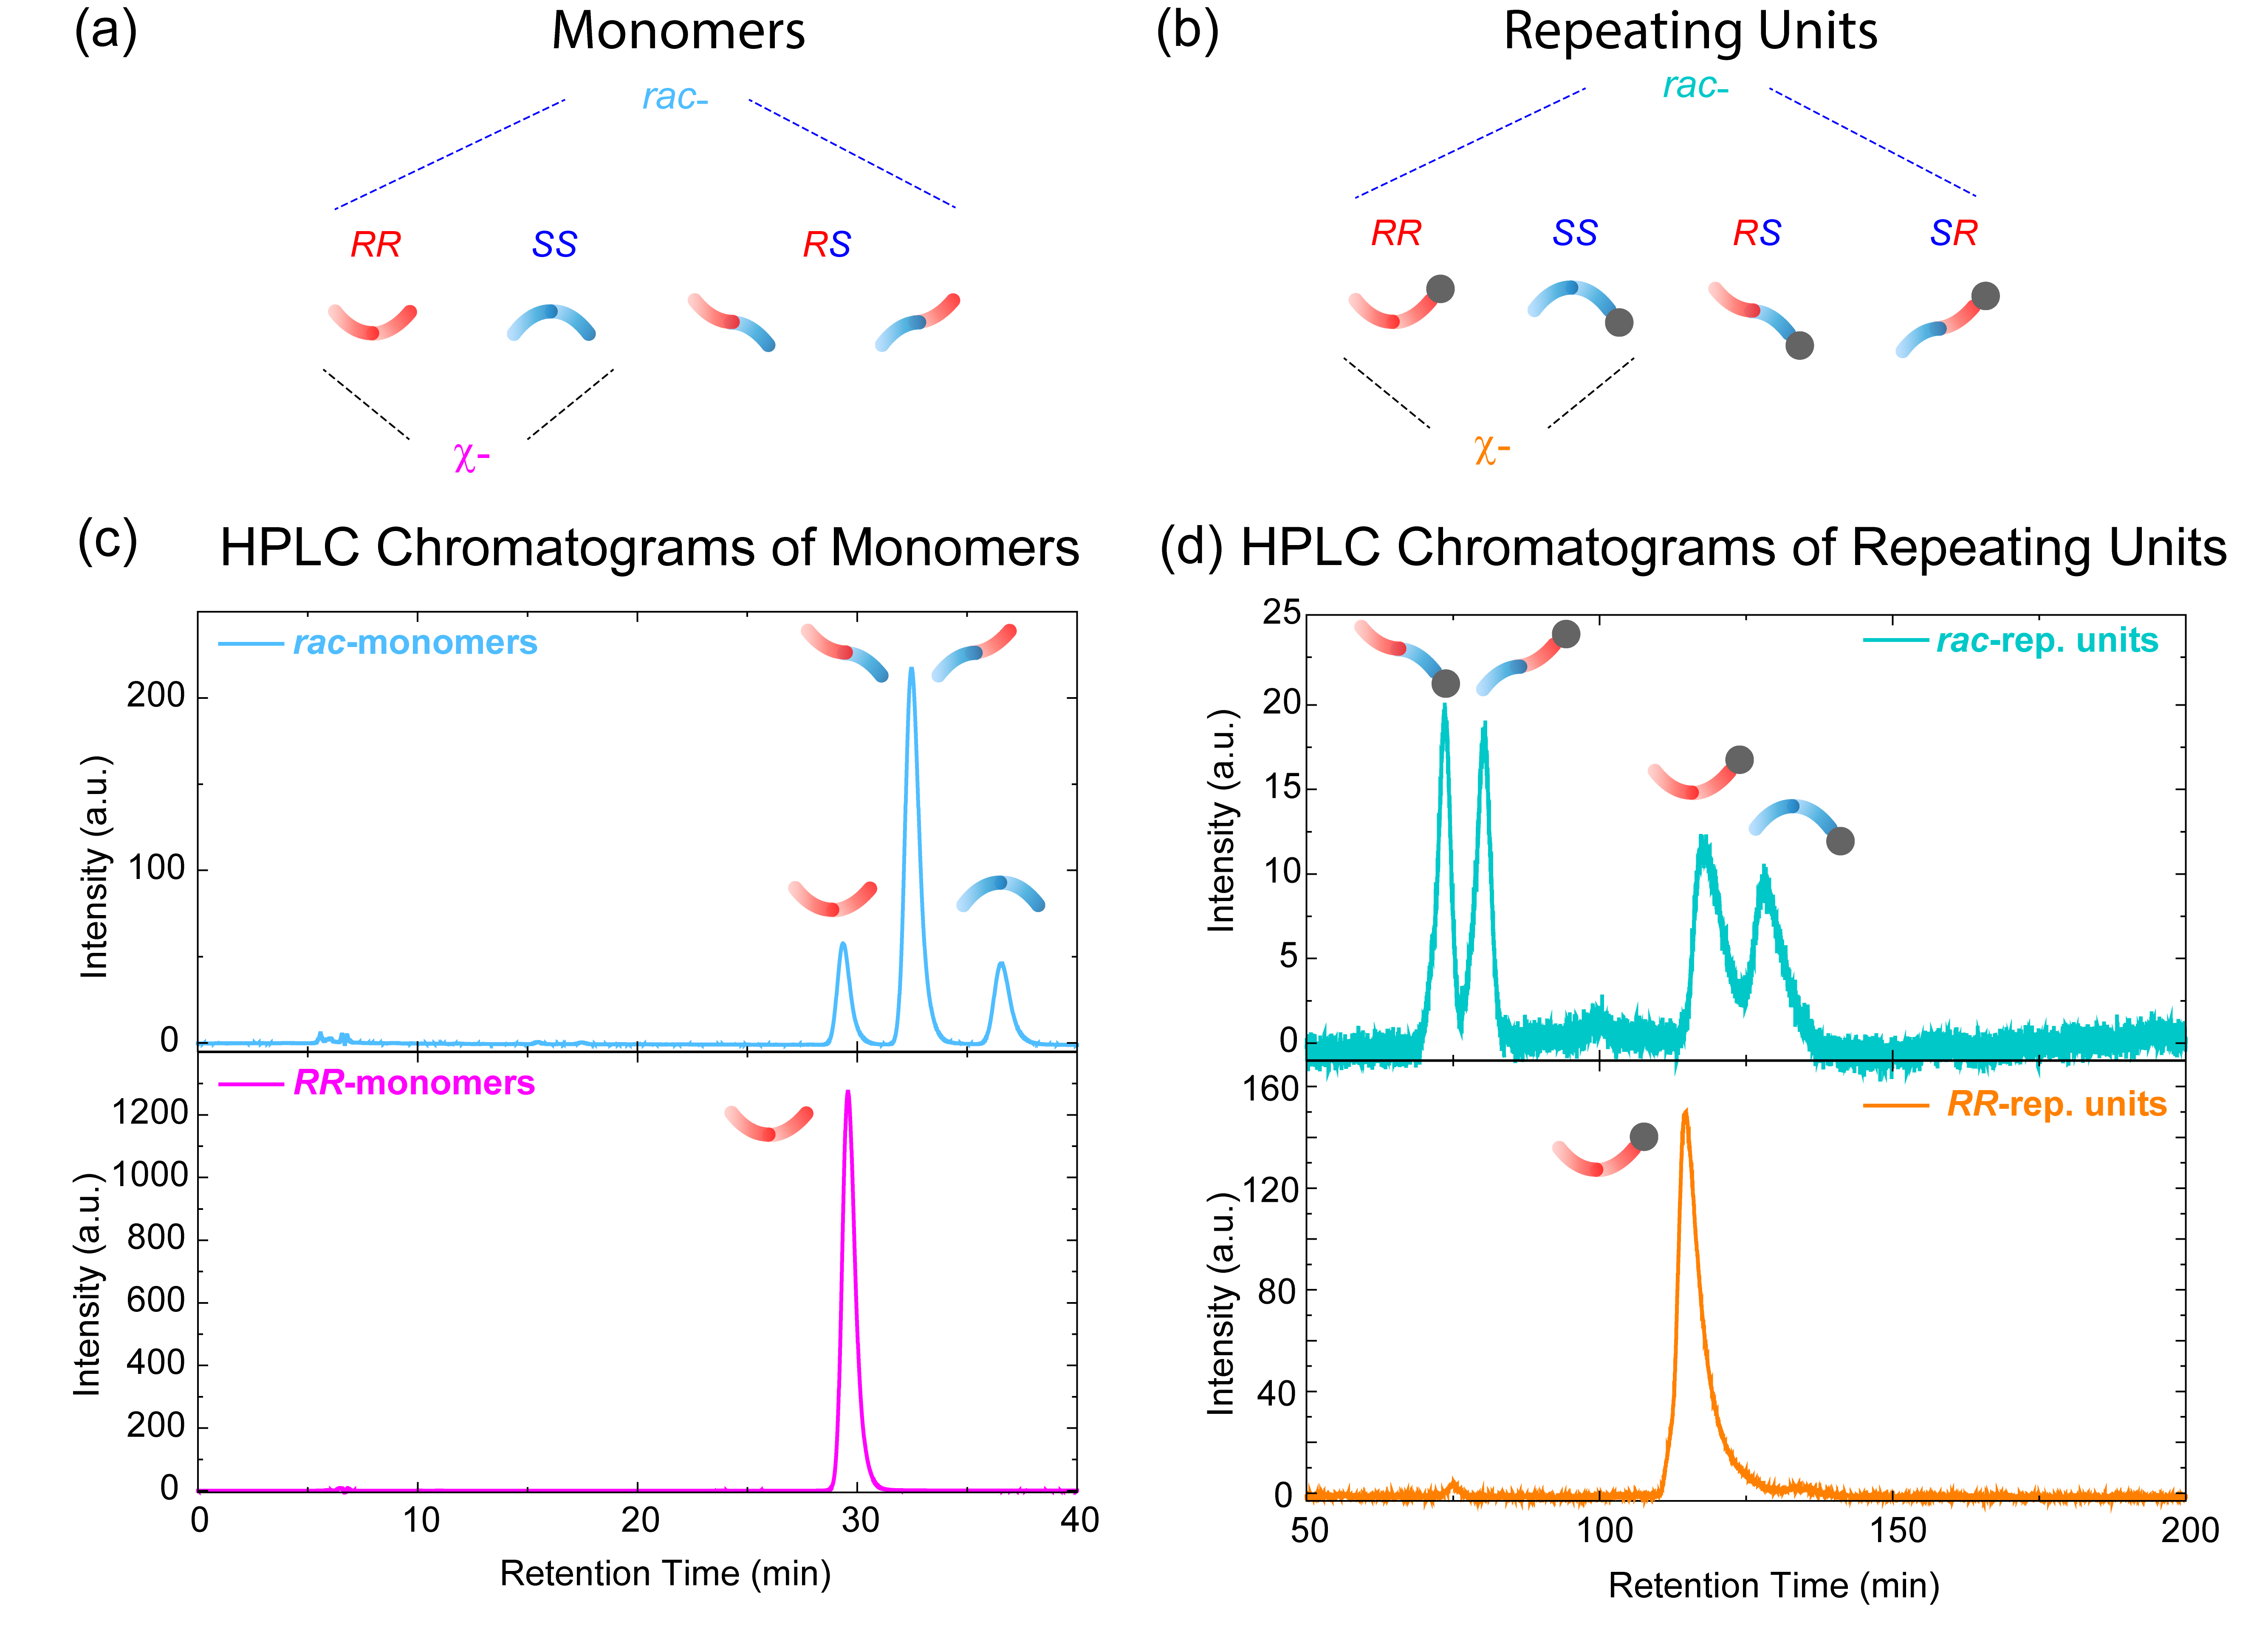 (a) Monomers
rac-
RR SS RS
χ-
(b) Repeating Units
rac-
RR SS RS SR
χ-
(c) HPLC Chromatograms of Monomers
rac-monomers
200
100
0
Intensity (a.u.)
RR-monomers
1200
1000
800
600
400
200
0
Intensity (a.u.)
0 10 20 30 40
Retention Time (min)
(d) HPLC Chromatograms of Repeating Units
rac-rep. units
25
20
15
10
5
0
Intensity (a.u.)
RR-rep. units
160
120
80
40
0
Intensity (a.u.)
50 100 150 200
Retention Time (min)